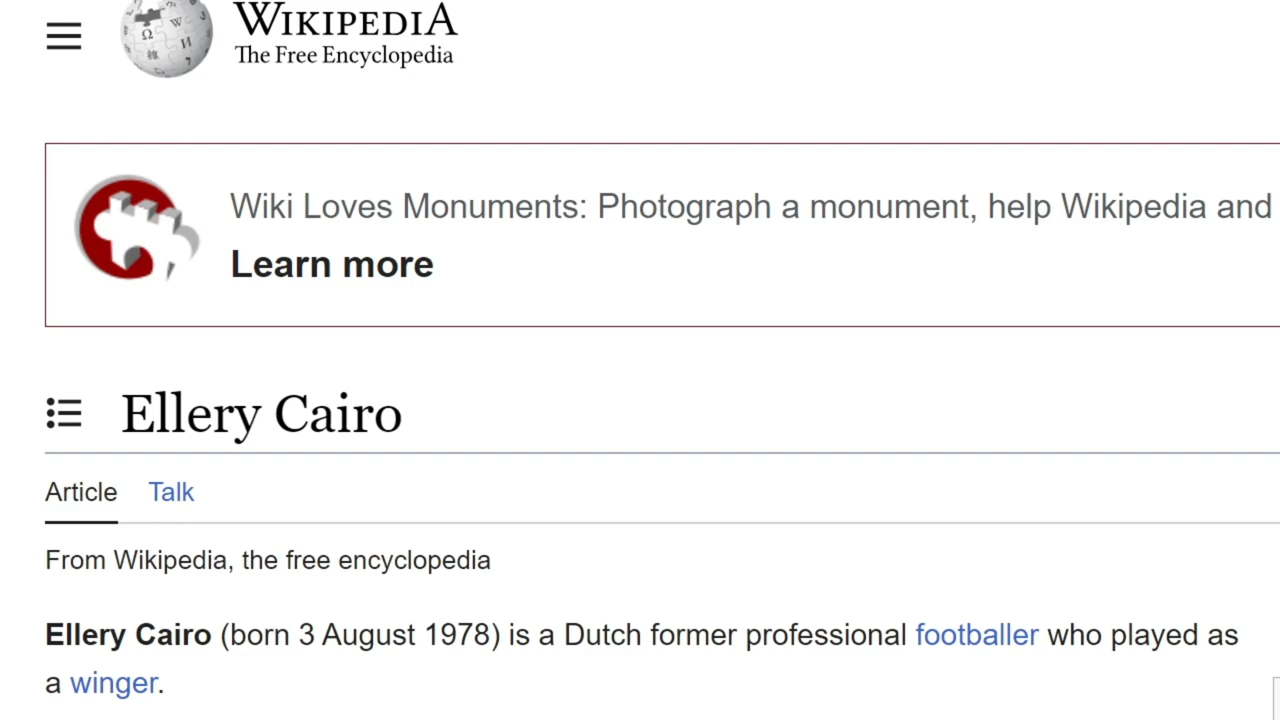 WIKIPEDIA
The Free Encyclopedia
Wiki Loves Monuments: Photograph a monument, help Wikipedia and
Learn more
Ellery Cairo
Article Talk
From Wikipedia, the free encyclopedia
Ellery Cairo (born 3 August 1978) is a Dutch former professional footballer who played as
a winger.